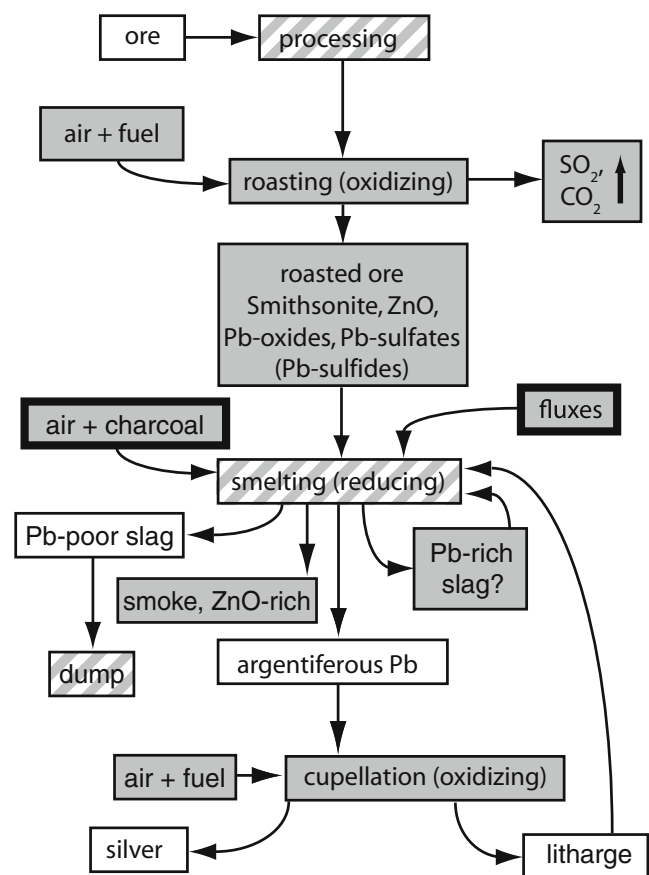 ore
processing
air + fuel
roasting (oxidizing)
SO₂,
CO₂
roasted ore
Smithsonite, ZnO,
Pb-oxides, Pb-sulfates
(Pb-sulfides)
air + charcoal
fluxes
smelting (reducing)
Pb-poor slag
smoke, ZnO-rich
Pb-rich
slag?
dump
argentiferous Pb
air + fuel
cupellation (oxidizing)
silver
litharge